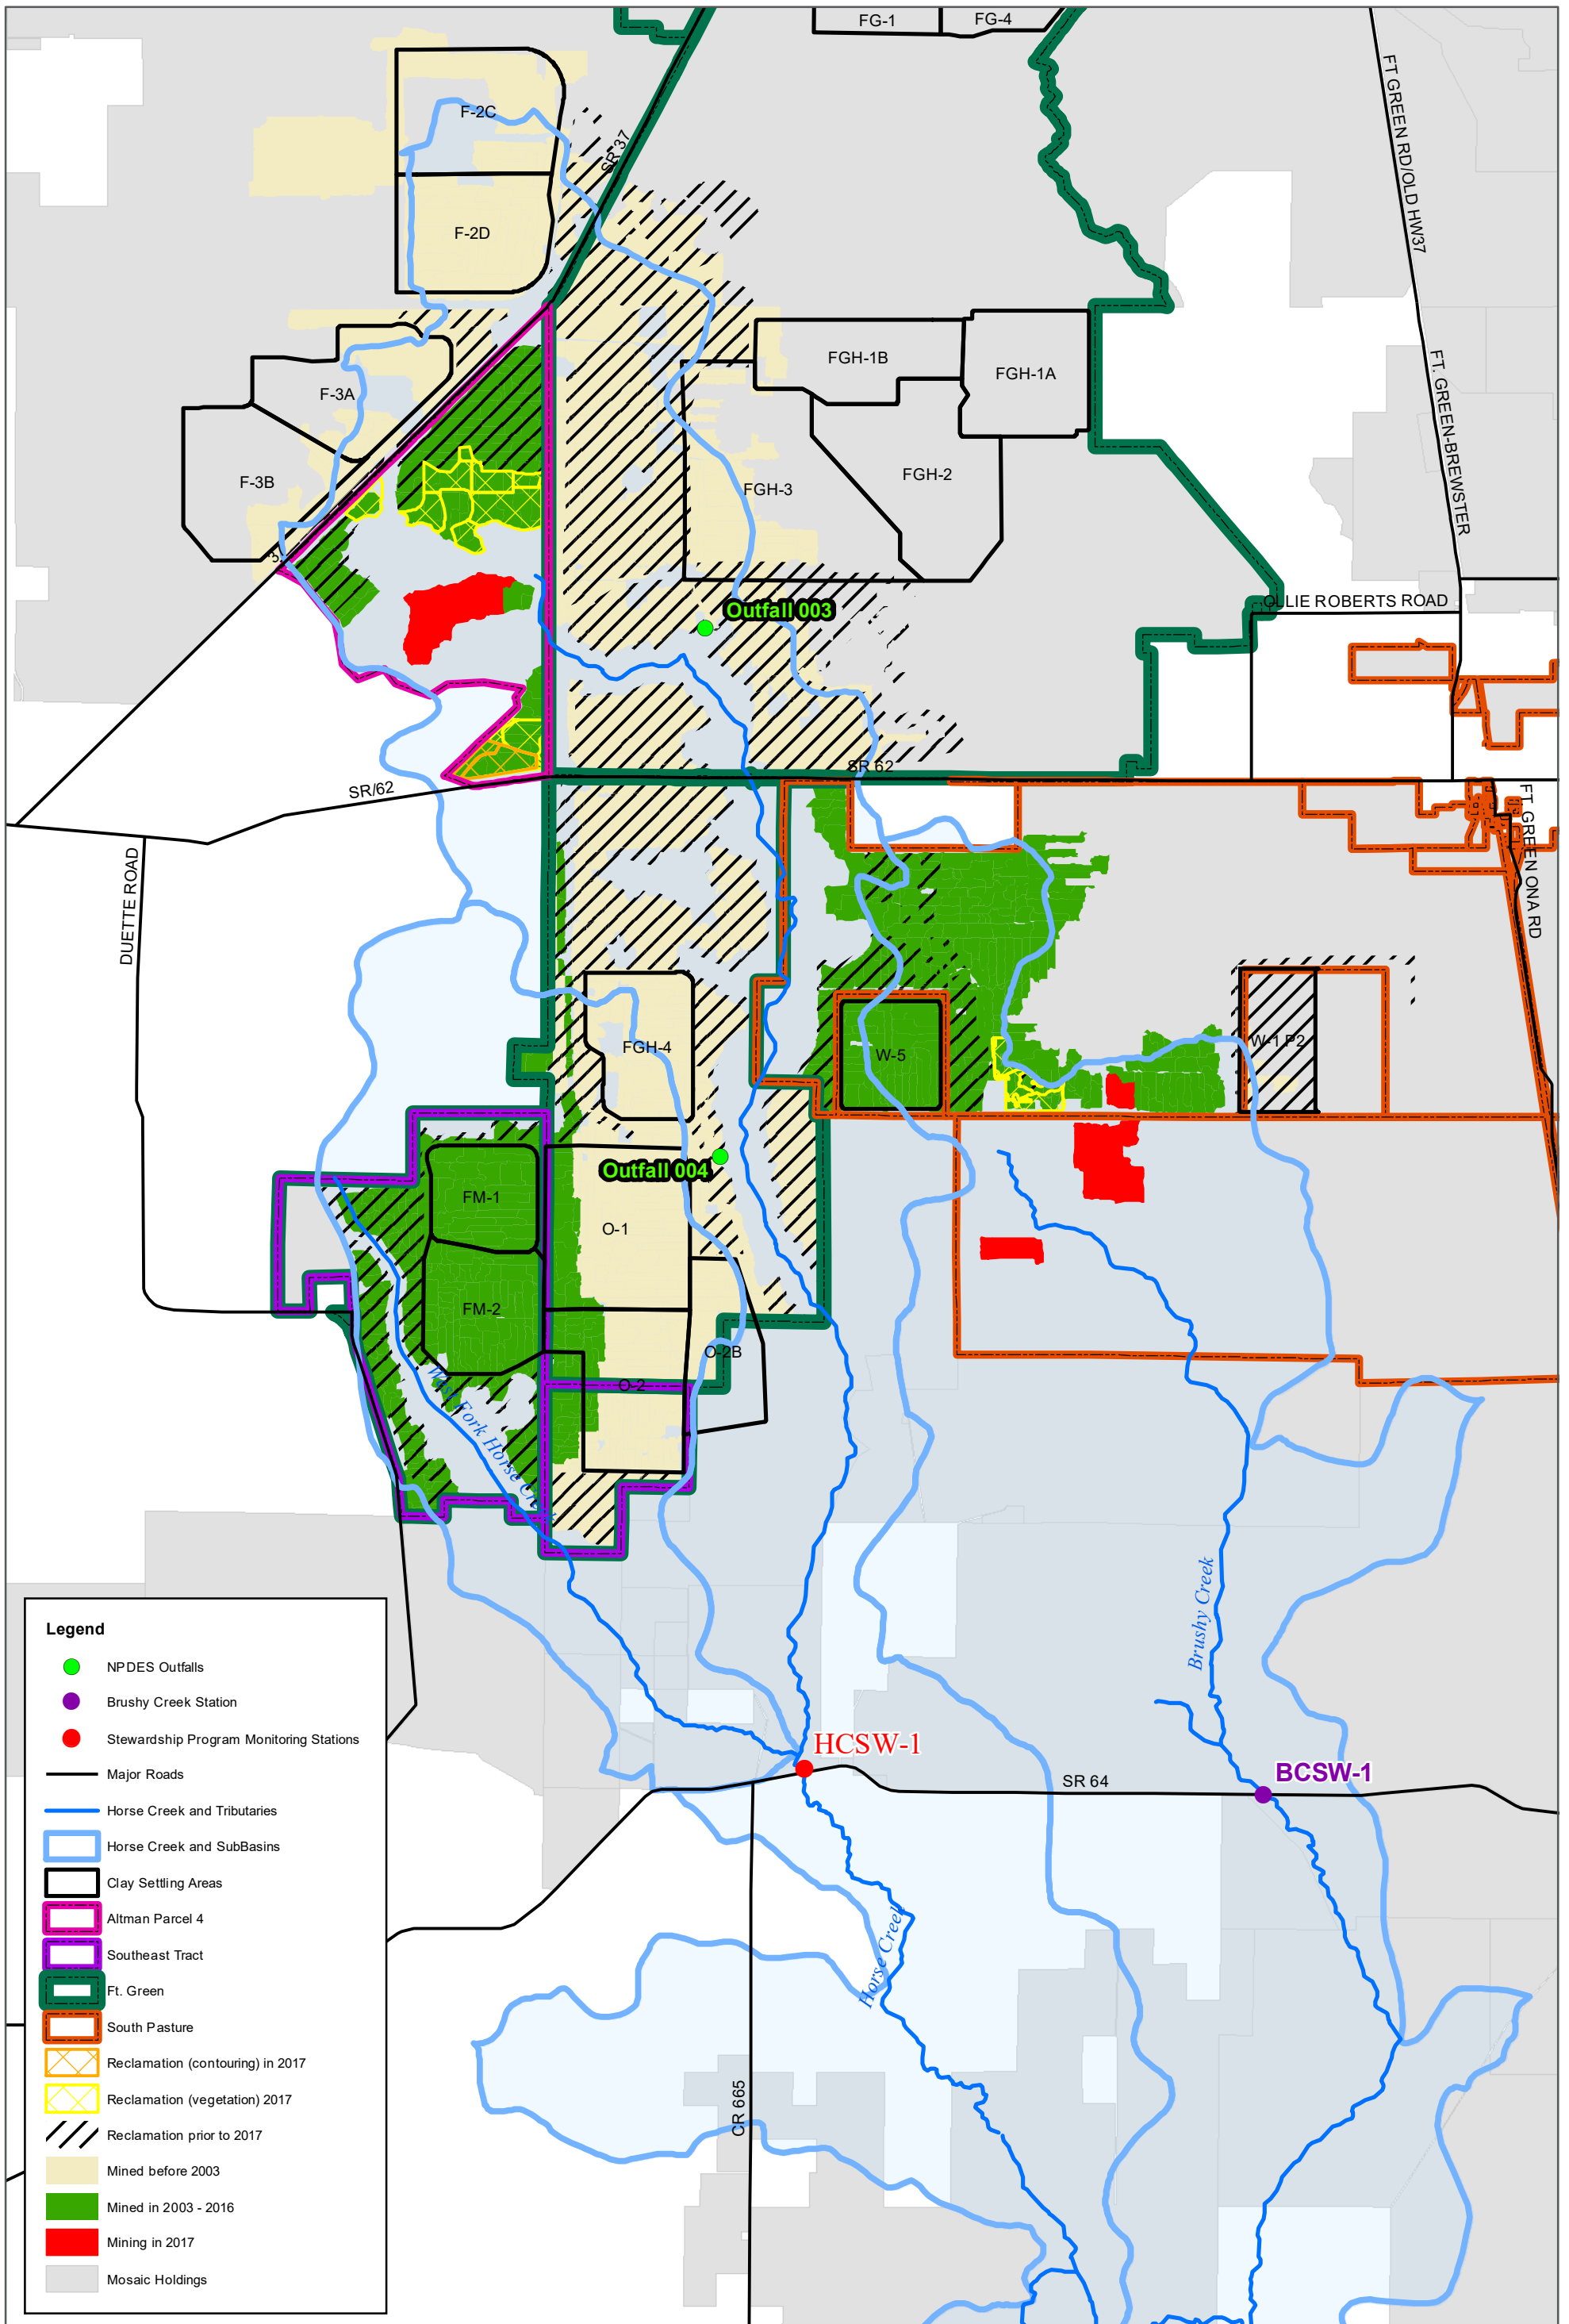 FG-1
FG-4
FT GREEN RD/OLD HW37
F-2C
SR 37
F-2D
FGH-1B
FGH-1A
F-3A
FT. GREEN-BREWSTER
F-3B
FGH-2
FGH-3
Outfall 003
OLLIE ROBERTS ROAD
SR 62
SR/62
FT. GREEN ONA RD
DUETTE ROAD
FGH-4
W-5
W-1 P2
Outfall 004
FM-1
O-1
FM-2
O-2B
O-2
West Fork Horse Creek
Brushy Creek
HCSW-1
BCSW-1
SR 64
Horse Creek
CR 665
Legend
NPDES Outfalls
Brushy Creek Station
Stewardship Program Monitoring Stations
Major Roads
Horse Creek and Tributaries
Horse Creek and SubBasins
Clay Settling Areas
Altman Parcel 4
Southeast Tract
Ft. Green
South Pasture
Reclamation (contouring) in 2017
Reclamation (vegetation) 2017
Reclamation prior to 2017
Mined before 2003
Mined in 2003 - 2016
Mining in 2017
Mosaic Holdings